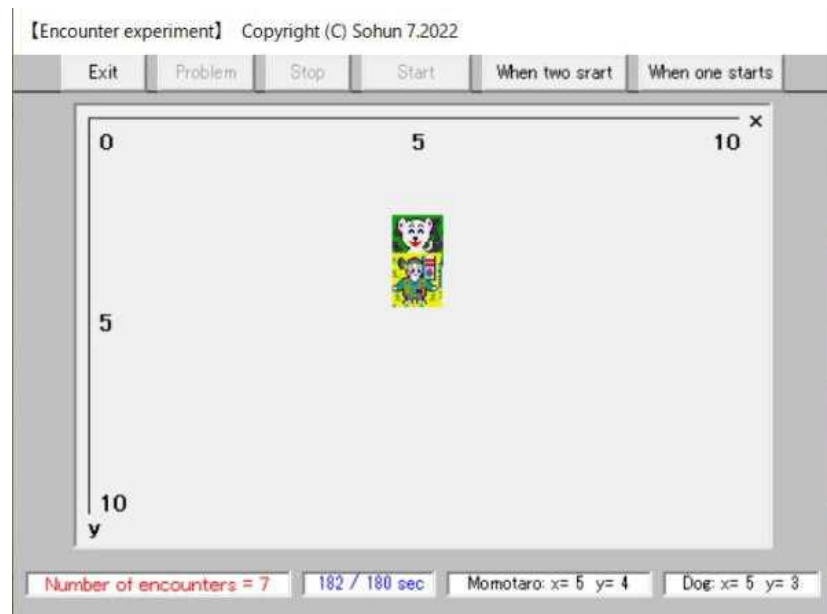 【Encounter experiment】 Copyright (C) Sohun 7.2022
Exit Problem Stop Start When two srart When one starts
x
0 5 10
5
10
y
Number of encounters = 7 182 / 180 sec Momotaro: x= 5 y= 4 Dog: x= 5 y= 3